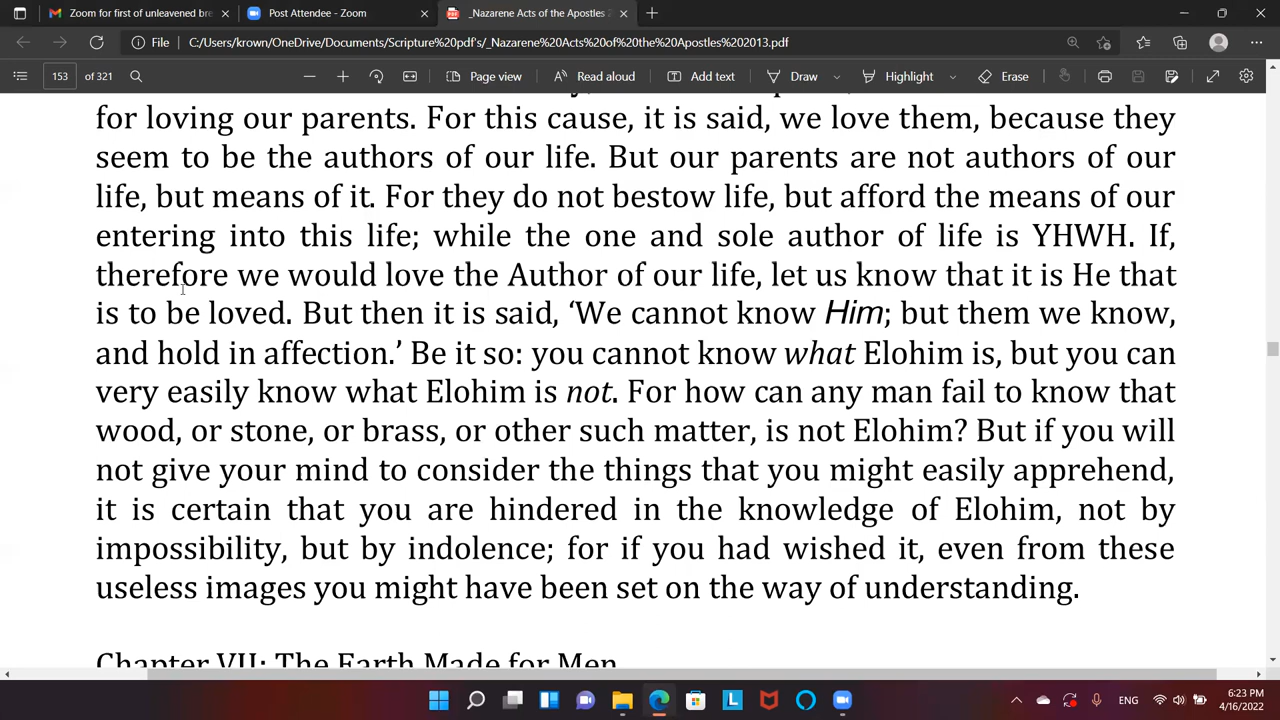 Zoom for first of unleavened bre
Post Attendee - Zoom
_Nazarene Acts of the Apostles 2
File
C:/Users/krown/OneDrive/Documents/Scripture%20pdf's/_Nazarene%20Acts%20of%20the%20Apostles%202013.pdf
153 of 321
Page view
Read aloud
Add text
Draw
Highlight
Erase
for loving our parents. For this cause, it is said, we love them, because they
seem to be the authors of our life. But our parents are not authors of our
life, but means of it. For they do not bestow life, but afford the means of our
entering into this life; while the one and sole author of life is YHWH. If,
therefore we would love the Author of our life, let us know that it is He that
is to be loved. But then it is said, ‘We cannot know Him; but them we know,
and hold in affection.’ Be it so: you cannot know what Elohim is, but you can
very easily know what Elohim is not. For how can any man fail to know that
wood, or stone, or brass, or other such matter, is not Elohim? But if you will
not give your mind to consider the things that you might easily apprehend,
it is certain that you are hindered in the knowledge of Elohim, not by
impossibility, but by indolence; for if you had wished it, even from these
useless images you might have been set on the way of understanding.
Chapter VII: The Earth Made for Men
ENG
6:23 PM
4/16/2022